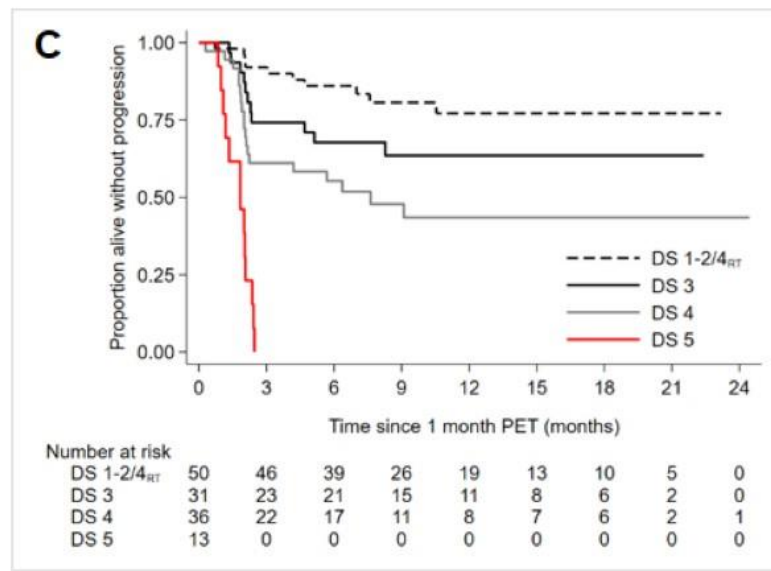 C
Proportion alive without progression
1.00
0.75
0.50
0.25
0.00
DS 1-2/4RT
DS 3
DS 4
DS 5
0 3 6 9 12 15 18 21 24
Time since 1 month PET (months)
Number at risk
DS 1-2/4RT 50 46 39 26 19 13 10 5 0
DS 3 31 23 21 15 11 8 6 2 0
DS 4 36 22 17 11 8 7 6 2 1
DS 5 13 0 0 0 0 0 0 0 0